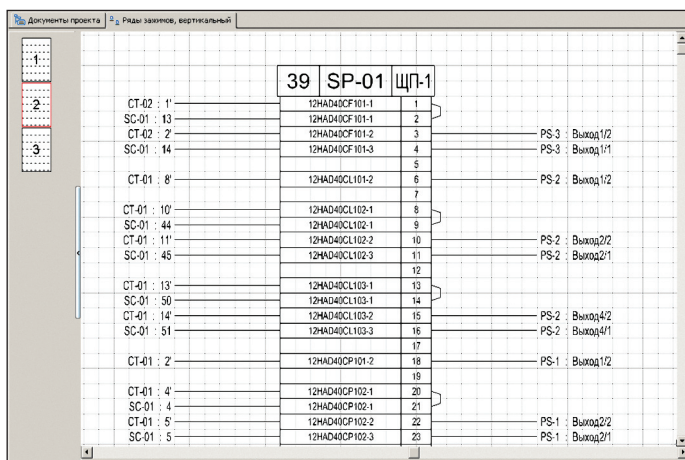 Документы проекта Ряды зажимов, вертикальный
1
2
3
39 SP-01 ЩП-1
CT-02 : 1' 12HAD40CF101-1 1
SC-01 : 13 12HAD40CF101-1 2
CT-02 : 2' 12HAD40CF101-2 3 PS-3 : Выход1/2
SC-01 : 14 12HAD40CF101-3 4 PS-3 : Выход1/1
5
CT-01 : 8' 12HAD40CL101-2 6 PS-2 : Выход1/2
7
CT-01 : 10' 12HAD40CL102-1 8
SC-01 : 44 12HAD40CL102-1 9
CT-01 : 11' 12HAD40CL102-2 10 PS-2 : Выход2/2
SC-01 : 45 12HAD40CL102-3 11 PS-2 : Выход2/1
12
CT-01 : 13' 12HAD40CL103-1 13
SC-01 : 50 12HAD40CL103-1 14
CT-01 : 14' 12HAD40CL103-2 15 PS-2 : Выход4/2
SC-01 : 51 12HAD40CL103-3 16 PS-2 : Выход4/1
17
CT-01 : 2' 12HAD40CP101-2 18 PS-1 : Выход1/2
19
CT-01 : 4' 12HAD40CP102-1 20
SC-01 : 4 12HAD40CP102-1 21
CT-01 : 5' 12HAD40CP102-2 22 PS-1 : Выход2/2
SC-01 : 5 12HAD40CP102-3 23 PS-1 : Выход2/1